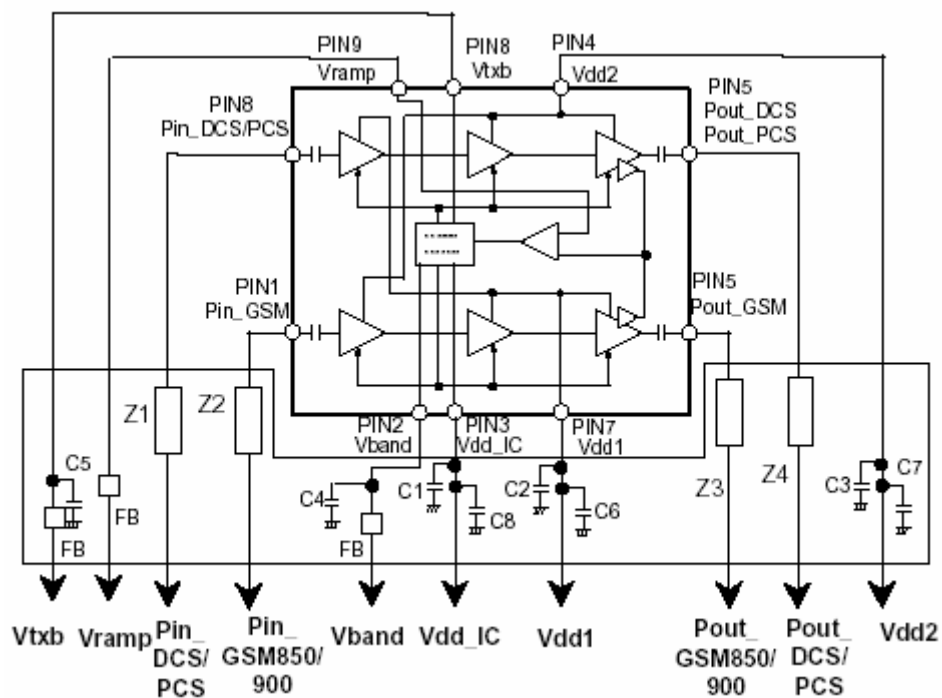 PIN9
Vramp
PIN8
Vtxb
PIN4
Vdd2
PIN8
Pin_DCS/PCS
PIN5
Pout_DCS
Pout_PCS
PIN1
Pin_GSM
PIN5
Pout_GSM
PIN2
Vband
PIN3
Vdd_IC
PIN7
Vdd1
Z1
Z2
Z3
Z4
C5
FB
FB
C4
FB
C1
C8
C2
C6
C3
C7
Vtxb
Vramp
Pin_
DCS/
PCS
Pin_
GSM850/
900
Vband
Vdd_IC
Vdd1
Pout_
GSM850/
900
Pout_
DCS/
PCS
Vdd2